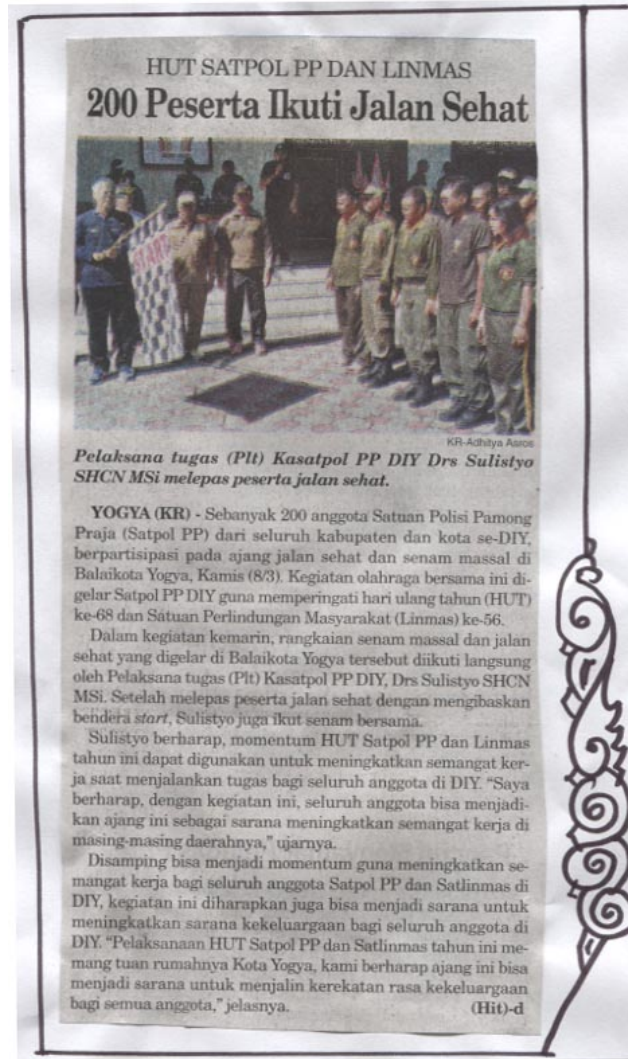 HUT SATPOL PP DAN LINMAS
200 Peserta Ikuti Jalan Sehat
START
KR-Adhitya Asros
Pelaksana tugas (Plt) Kasatpol PP DIY Drs Sulistyo
SHCN MSi melepas peserta jalan sehat.
YOGYA (KR) - Sebanyak 200 anggota Satuan Polisi Pamong
Praja (Satpol PP) dari seluruh kabupaten dan kota se-DIY,
berpartisipasi pada ajang jalan sehat dan senam massal di
Balaikota Yogya, Kamis (8/3). Kegiatan olahraga bersama ini di-
gelar Satpol PP DIY guna memperingati hari ulang tahun (HUT)
ke-68 dan Satuan Perlindungan Masyarakat (Linmas) ke-56.
Dalam kegiatan kemarin, rangkaian senam massal dan jalan
sehat yang digelar di Balaikota Yogya tersebut diikuti langsung
oleh Pelaksana tugas (Plt) Kasatpol PP DIY, Drs Sulistyo SHCN
MSi. Setelah melepas peserta jalan sehat dengan mengibaskan
bendera start, Sulistyo juga ikut senam bersama.
Sulistyo berharap, momentum HUT Satpol PP dan Linmas
tahun ini dapat digunakan untuk meningkatkan semangat ker-
ja saat menjalankan tugas bagi seluruh anggota di DIY. “Saya
berharap, dengan kegiatan ini, seluruh anggota bisa menjadi-
kan ajang ini sebagai sarana meningkatkan semangat kerja di
masing-masing daerahnya,” ujarnya.
Disamping bisa menjadi momentum guna meningkatkan se-
mangat kerja bagi seluruh anggota Satpol PP dan Satlinmas di
DIY, kegiatan ini diharapkan juga bisa menjadi sarana untuk
meningkatkan sarana kekeluargaan bagi seluruh anggota di
DIY. “Pelaksanaan HUT Satpol PP dan Satlinmas tahun ini me-
mang tuan rumahnya Kota Yogya, kami berharap ajang ini bisa
menjadi sarana untuk menjalin kerekatan rasa kekeluargaan
bagi semua anggota,” jelasnya. (Hit)-d